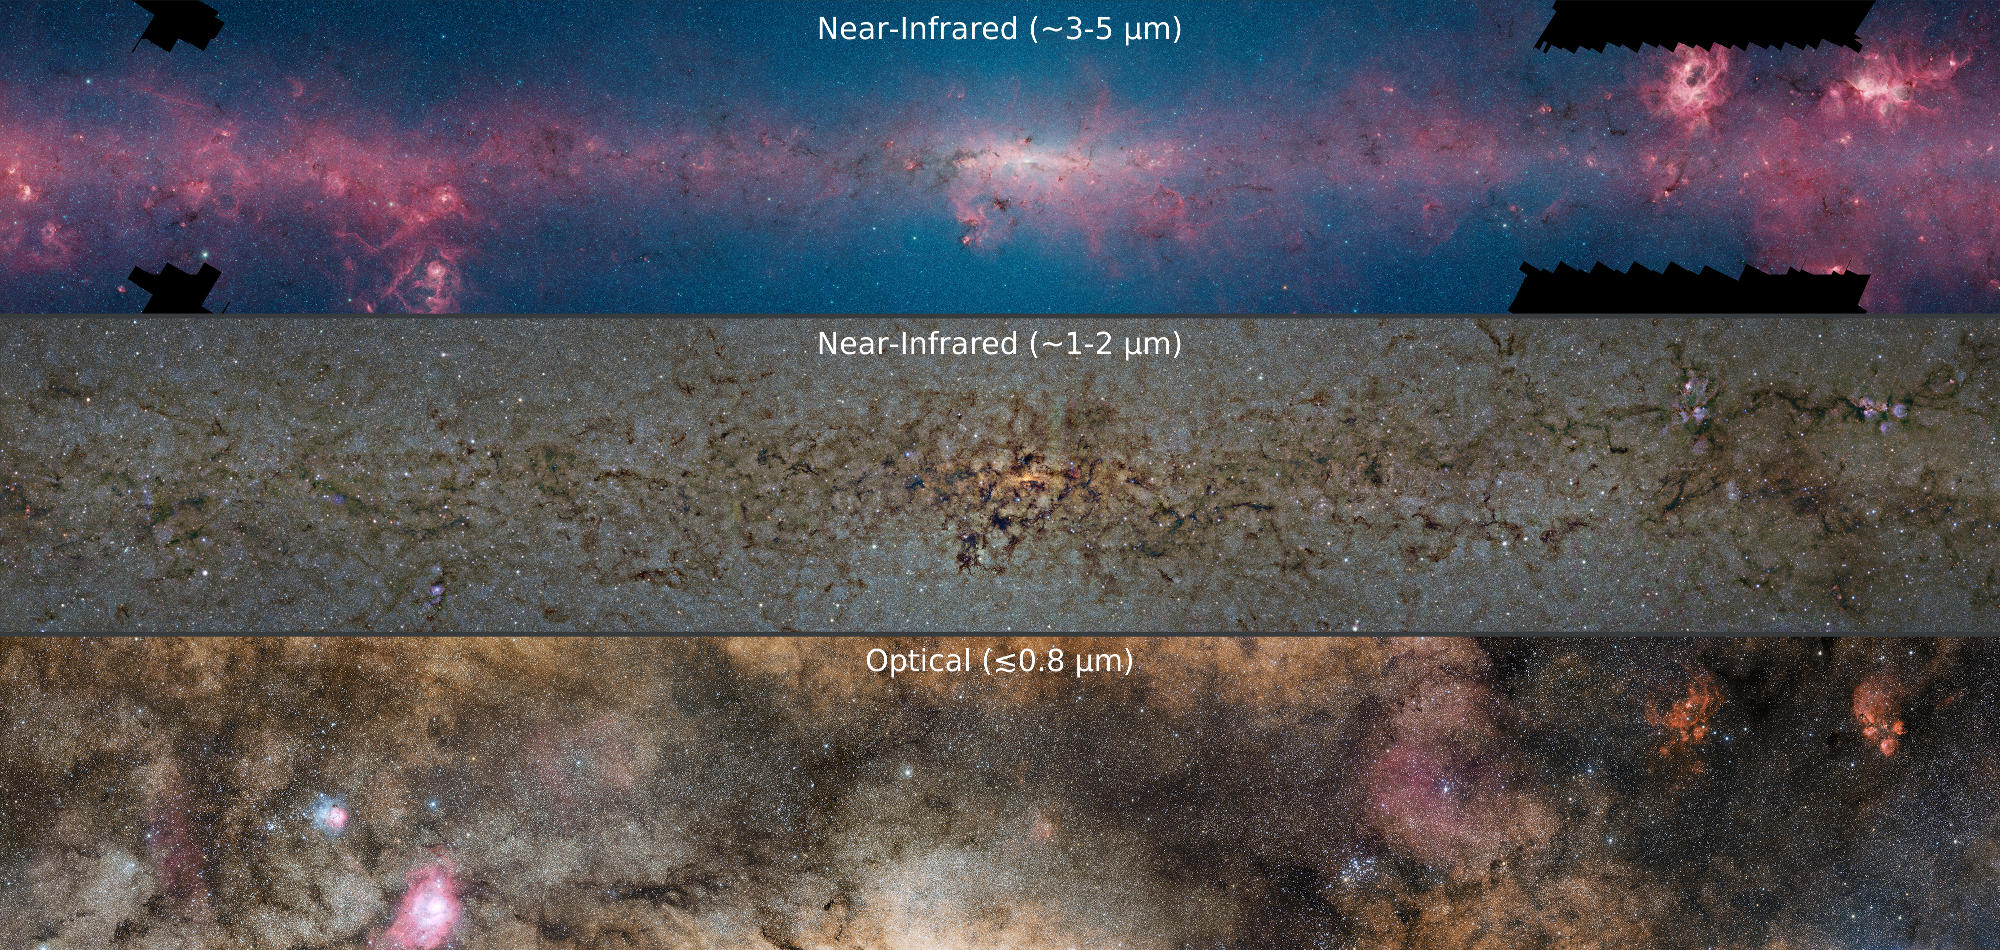 Near-Infrared (~3-5 μm)
Near-Infrared (~1-2 μm)
Optical (≲0.8 μm)